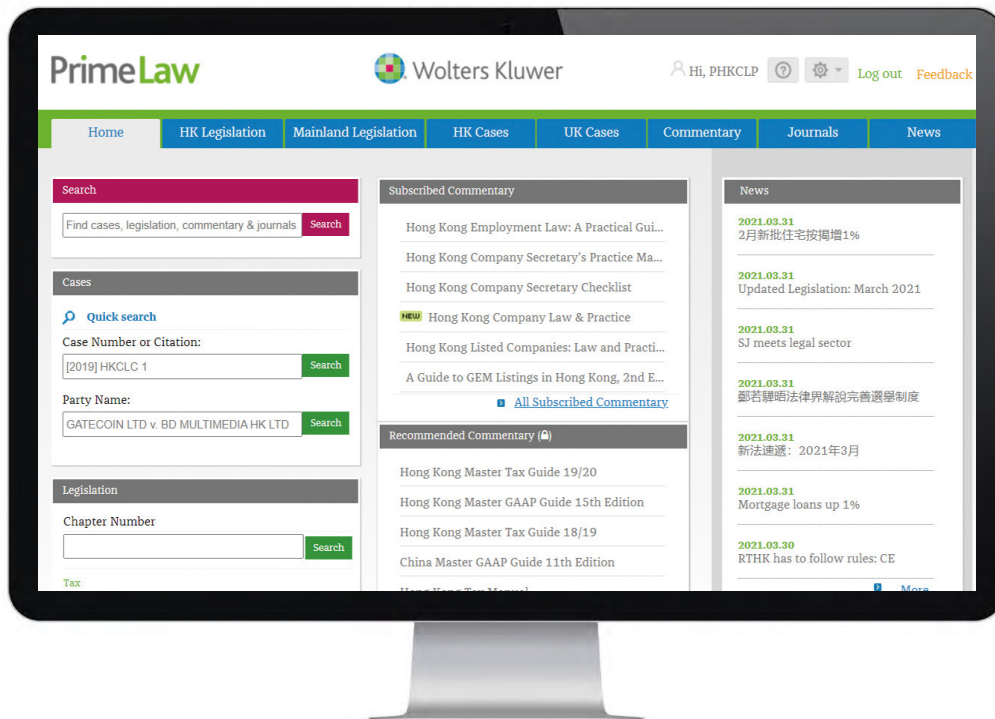 PrimeLaw
Wolters Kluwer
Hi, PHKCLP
Log out
Feedback
Home
HK Legislation
Mainland Legislation
HK Cases
UK Cases
Commentary
Journals
News
Search
Find cases, legislation, commentary & journals
Search
Cases
Quick search
Case Number or Citation:
[2019] HKCLC 1
Search
Party Name:
GATECOIN LTD v. BD MULTIMEDIA HK LTD
Search
Legislation
Chapter Number
Search
Tax
Subscribed Commentary
Hong Kong Employment Law: A Practical Gui...
Hong Kong Company Secretary's Practice Ma...
Hong Kong Company Secretary Checklist
NEW Hong Kong Company Law & Practice
Hong Kong Listed Companies: Law and Practi...
A Guide to GEM Listings in Hong Kong, 2nd E...
All Subscribed Commentary
Recommended Commentary ()
Hong Kong Master Tax Guide 19/20
Hong Kong Master GAAP Guide 15th Edition
Hong Kong Master Tax Guide 18/19
China Master GAAP Guide 11th Edition
Hong Kong Tax Manual
News
2021.03.31
2月新批住宅按揭增1%
2021.03.31
Updated Legislation: March 2021
2021.03.31
SJ meets legal sector
2021.03.31
鄭若驊晤法律界解說完善選舉制度
2021.03.31
新法速遞：2021年3月
2021.03.31
Mortgage loans up 1%
2021.03.30
RTHK has to follow rules: CE
More